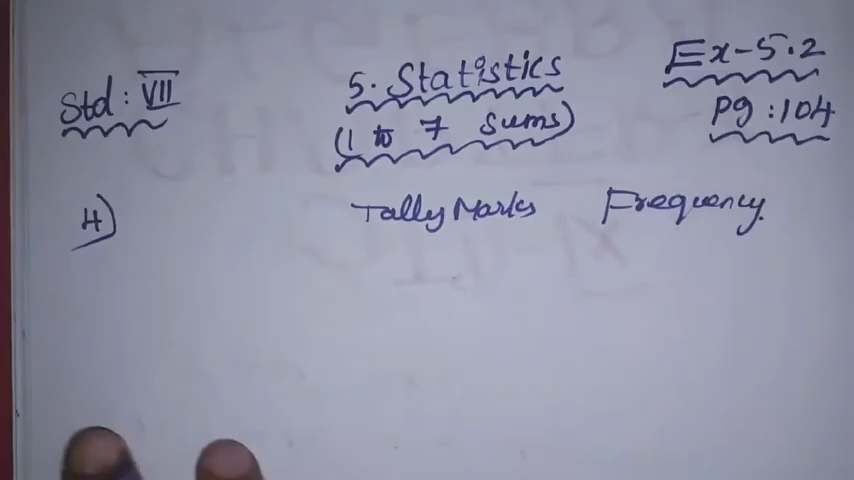 Std : VII
5. Statistics
(1 to 7 sums)
Ex-5.2
Pg : 104
4)
Tally Marks Frequency